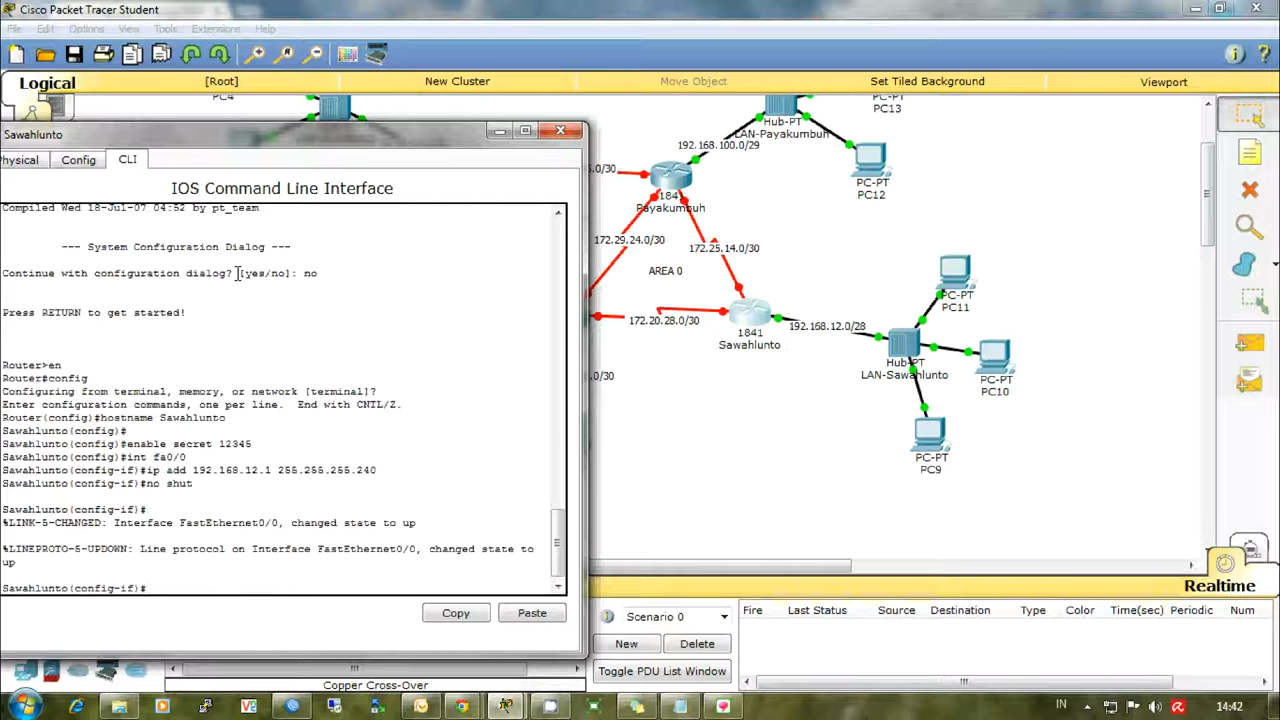 Cisco Packet Tracer Student
File Edit Options View Tools Extensions Help
Logical
[Root]
New Cluster
Move Object
Set Tiled Background
Viewport
PC4
PC13
Hub-PT
LAN-Payakumbuh
192.168.100.0/29
PC-PT
PC12
1841
Payakumbuh
172.29.24.0/30
172.25.14.0/30
AREA 0
172.20.28.0/30
1841
Sawahlunto
192.168.12.0/28
Hub-PT
LAN-Sawahlunto
PC-PT
PC11
PC-PT
PC10
PC-PT
PC9
Sawahlunto
Physical
Config
CLI
IOS Command Line Interface
Compiled Wed 18-Jul-07 04:52 by pt_team
--- System Configuration Dialog ---
Continue with configuration dialog? [yes/no]: no
Press RETURN to get started!
Router>en
Router#config
Configuring from terminal, memory, or network [terminal]?
Enter configuration commands, one per line.  End with CNTL/Z.
Router(config)#hostname Sawahlunto
Sawahlunto(config)#
Sawahlunto(config)#enable secret 12345
Sawahlunto(config)#int fa0/0
Sawahlunto(config-if)#ip add 192.168.12.1 255.255.255.240
Sawahlunto(config-if)#no shut
Sawahlunto(config-if)#
%LINK-5-CHANGED: Interface FastEthernet0/0, changed state to up
%LINEPROTO-5-UPDOWN: Line protocol on Interface FastEthernet0/0, changed state to
up
Sawahlunto(config-if)#
Copy
Paste
Copper Cross-Over
Realtime
Scenario 0
New
Delete
Toggle PDU List Window
Fire Last Status Source Destination Type Color Time(sec) Periodic Num
IN
14:42